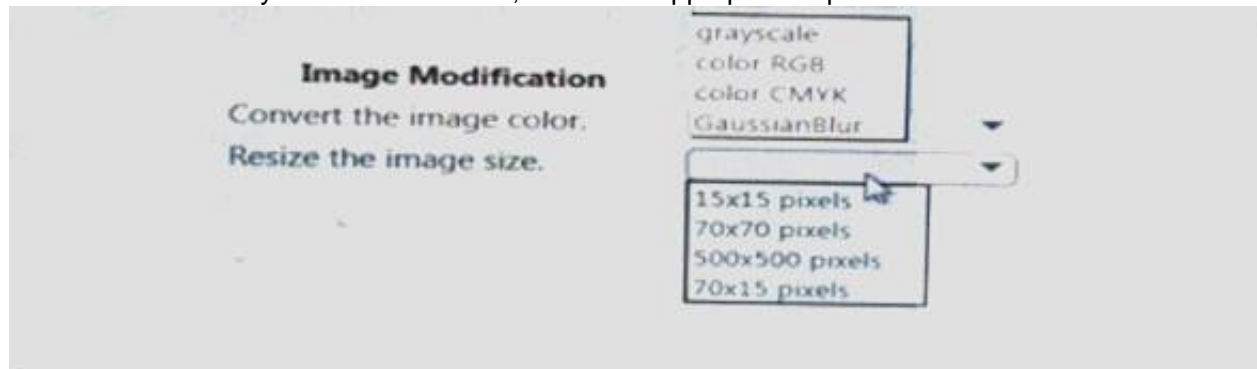 grayscale
color RGB
Image Modification
color CMYK
Convert the image color.
GaussianBlur
Resize the image size.
15x15 pixels
70x70 pixels
500x500 pixels
70x15 pixels